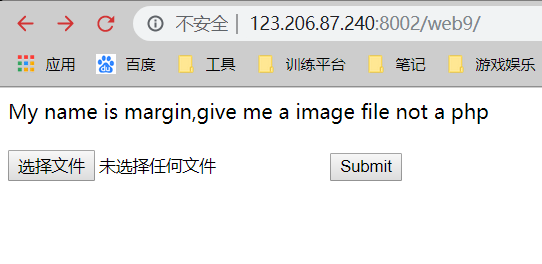 不安全 | 123.206.87.240:8002/web9/
应用 百度 工具 训练平台 笔记 游戏娱乐
My name is margin,give me a image file not a php
选择文件 未选择任何文件 Submit